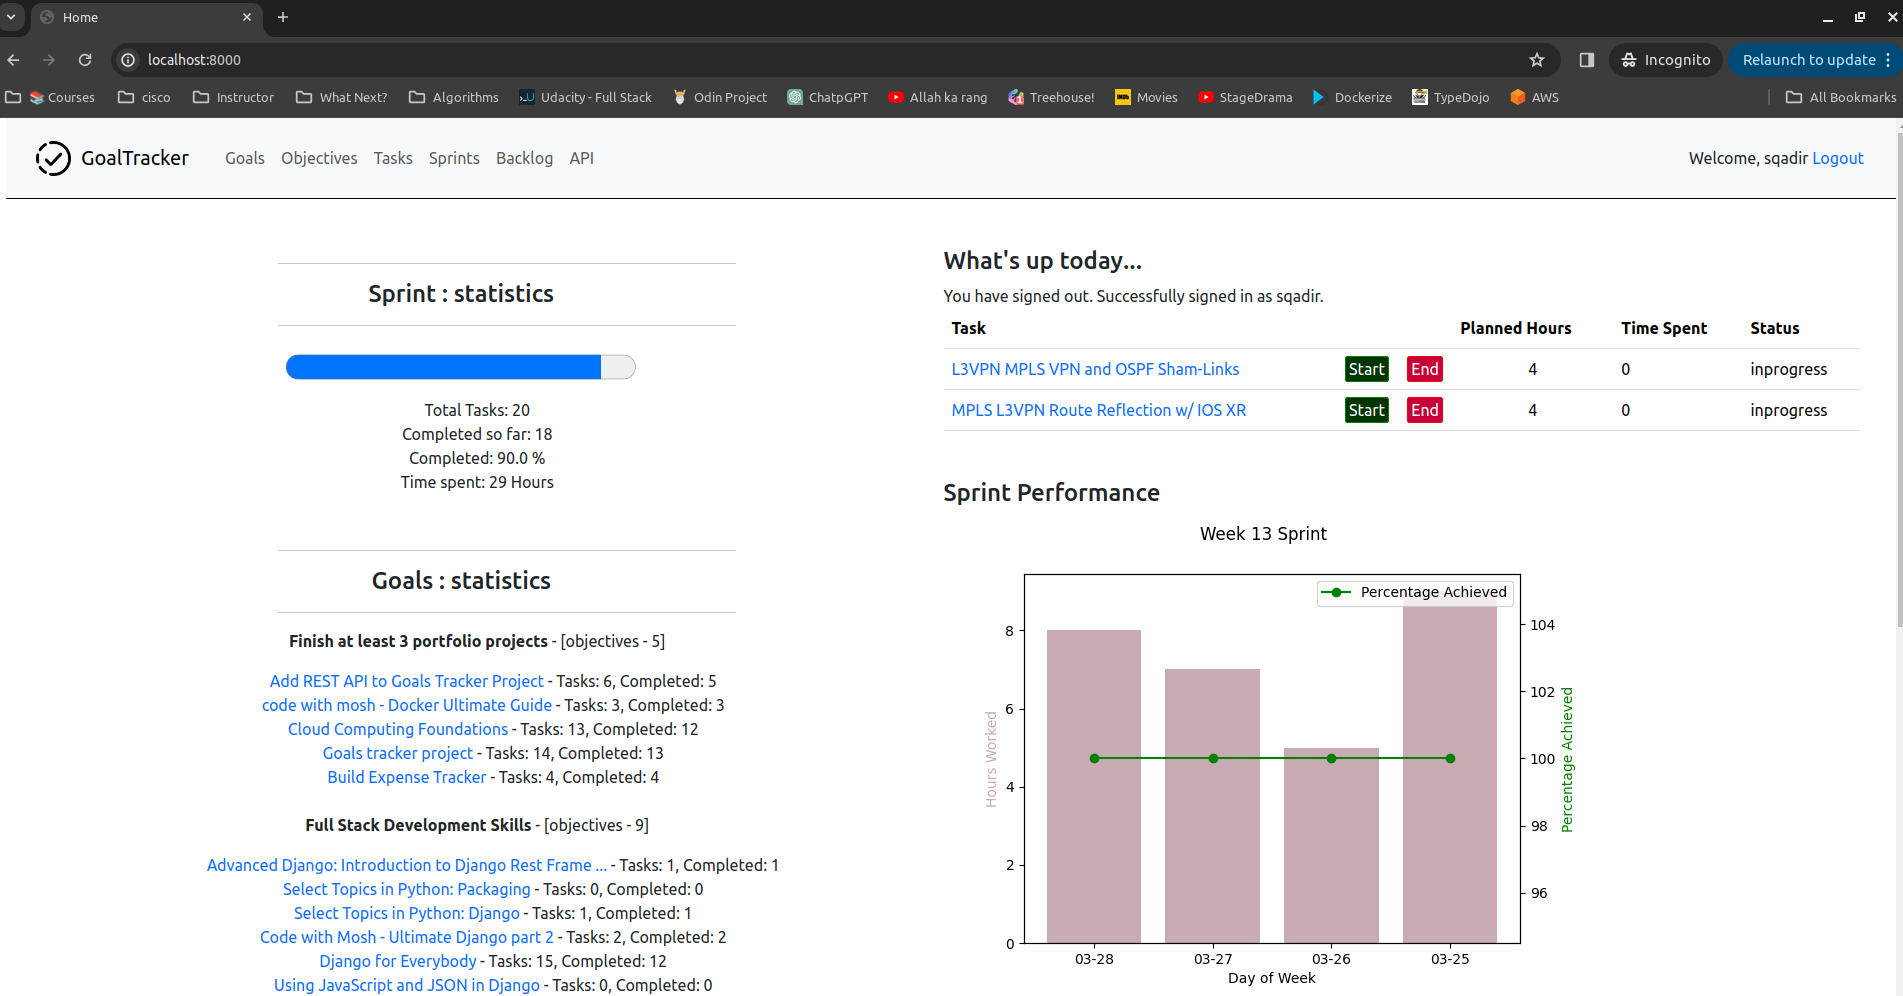 Home
localhost:8000
Incognito
Relaunch to update
Courses cisco Instructor What Next? Algorithms Udacity - Full Stack Odin Project ChatpGPT Allah ka rang Treehouse! Movies StageDrama Dockerize TypeDojo AWS All Bookmarks
GoalTracker Goals Objectives Tasks Sprints Backlog API Welcome, sqadir Logout
Sprint : statistics
Total Tasks: 20
Completed so far: 18
Completed: 90.0 %
Time spent: 29 Hours
Goals : statistics
Finish at least 3 portfolio projects - [objectives - 5]
Add REST API to Goals Tracker Project - Tasks: 6, Completed: 5
code with mosh - Docker Ultimate Guide - Tasks: 3, Completed: 3
Cloud Computing Foundations - Tasks: 13, Completed: 12
Goals tracker project - Tasks: 14, Completed: 13
Build Expense Tracker - Tasks: 4, Completed: 4
Full Stack Development Skills - [objectives - 9]
Advanced Django: Introduction to Django Rest Frame ... - Tasks: 1, Completed: 1
Select Topics in Python: Packaging - Tasks: 0, Completed: 0
Select Topics in Python: Django - Tasks: 1, Completed: 1
Code with Mosh - Ultimate Django part 2 - Tasks: 2, Completed: 2
Django for Everybody - Tasks: 15, Completed: 12
Using JavaScript and JSON in Django - Tasks: 0, Completed: 0
What's up today...
You have signed out. Successfully signed in as sqadir.
Task Planned Hours Time Spent Status
L3VPN MPLS VPN and OSPF Sham-Links Start End 4 0 inprogress
MPLS L3VPN Route Reflection w/ IOS XR Start End 4 0 inprogress
Sprint Performance
Week 13 Sprint
Percentage Achieved
Hours Worked
8
6
4
2
0
104
102
100
98
96
Percentage Achieved
03-28 03-27 03-26 03-25
Day of Week